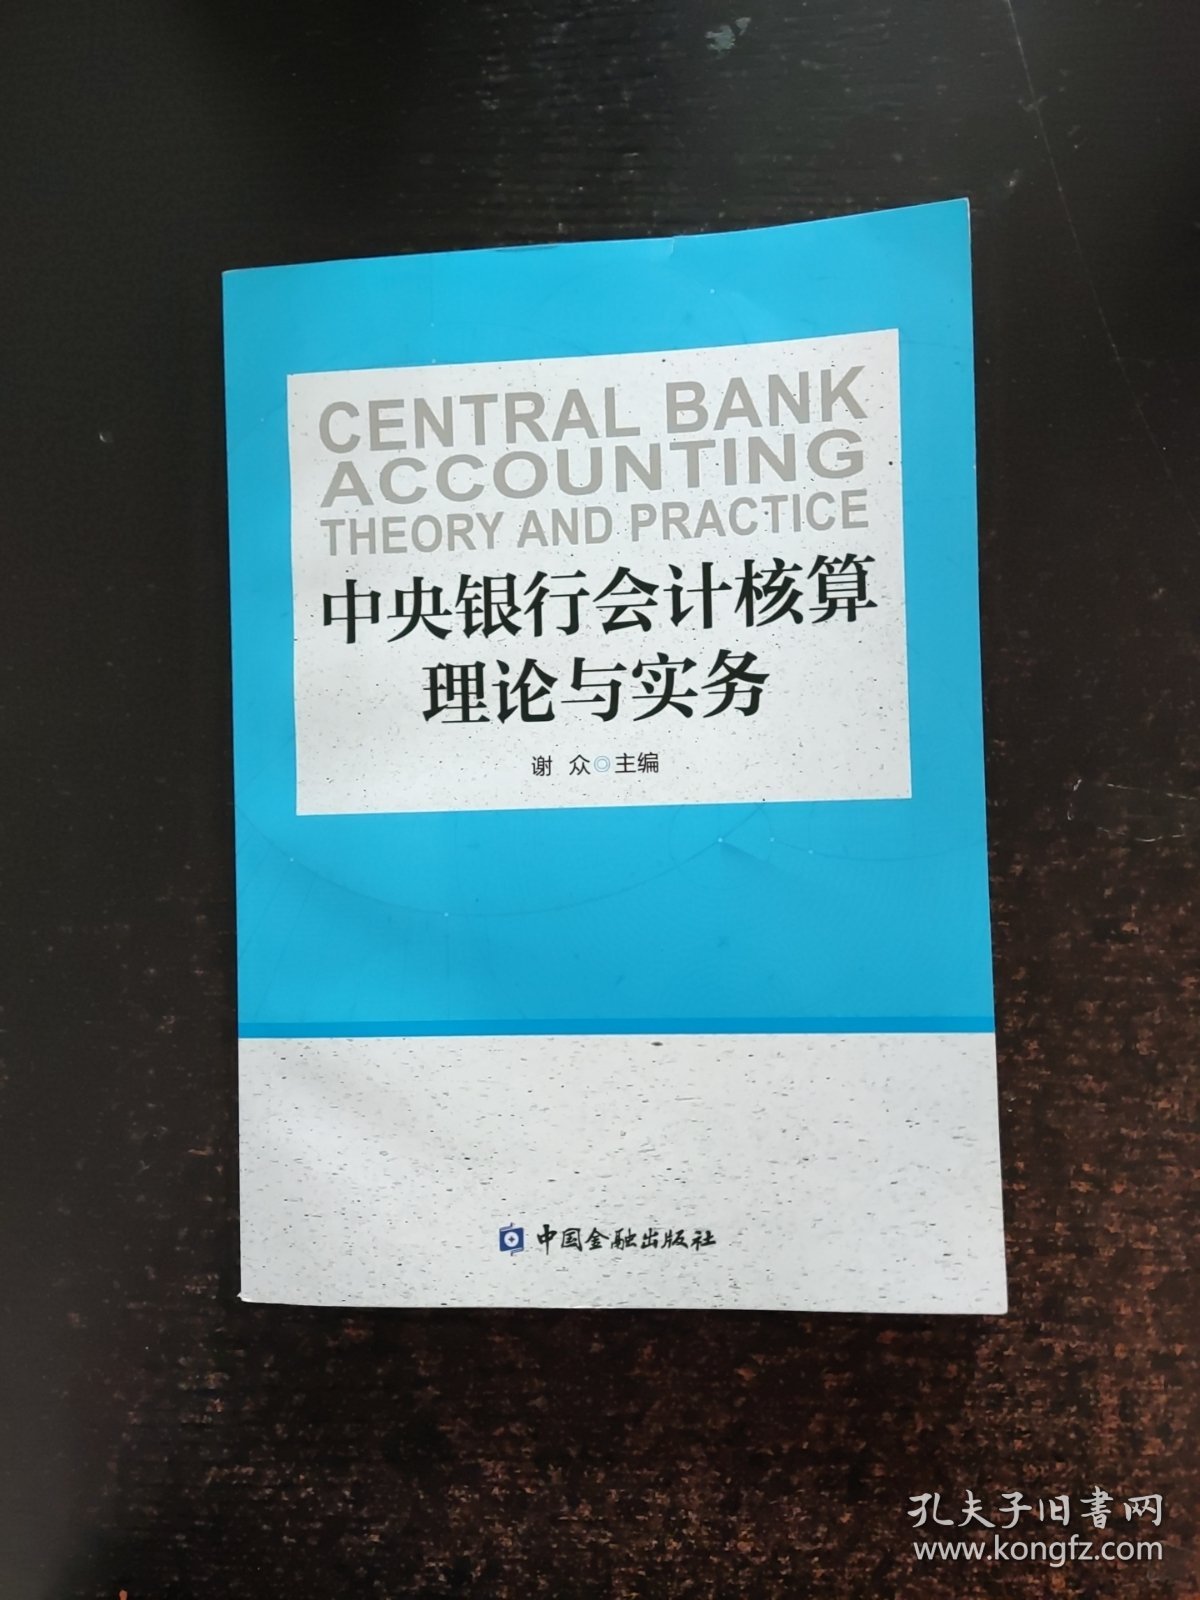 CENTRAL BANK
ACCOUNTING
THEORY AND PRACTICE
中央银行会计核算
理论与实务
谢 众◎主编
中国金融出版社
孔夫子旧書网
www.kongfz.com